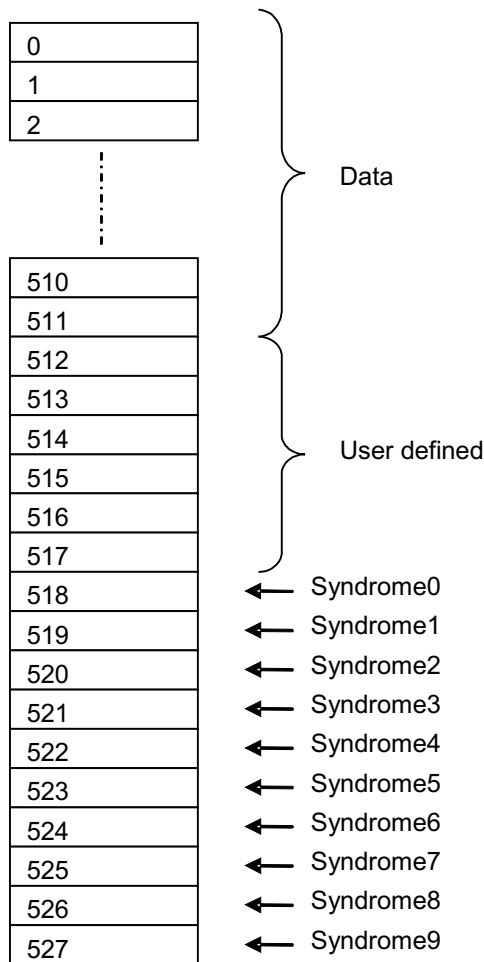 0
1
2
Data
510
511
512
513
514
User defined
515
516
517
518 Syndrome0
519 Syndrome1
520 Syndrome2
521 Syndrome3
522 Syndrome4
523 Syndrome5
524 Syndrome6
525 Syndrome7
526 Syndrome8
527 Syndrome9